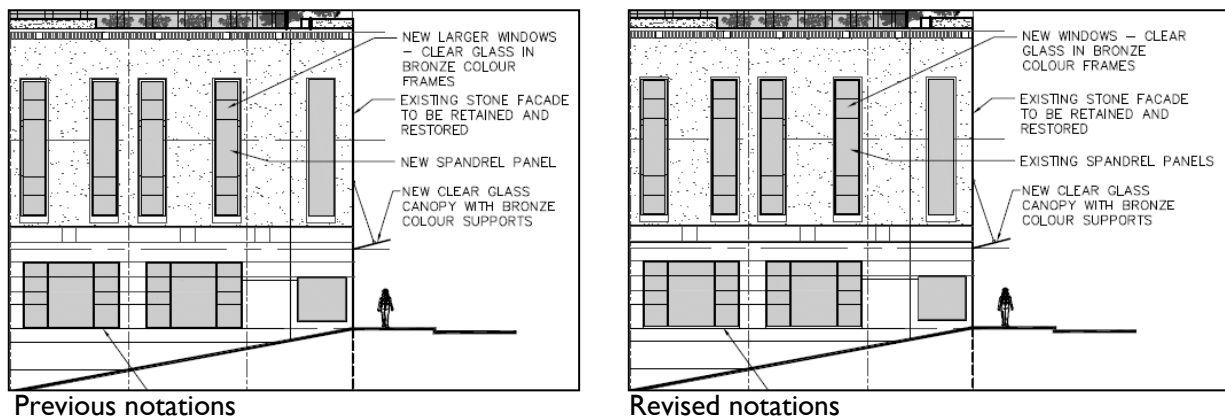 NEW LARGER WINDOWS
– CLEAR GLASS IN
BRONZE COLOUR
FRAMES
EXISTING STONE FACADE
TO BE RETAINED AND
RESTORED
NEW SPANDREL PANEL
NEW CLEAR GLASS
CANOPY WITH BRONZE
COLOUR SUPPORTS
Previous notations
NEW WINDOWS – CLEAR
GLASS IN BRONZE
COLOUR FRAMES
EXISTING STONE FACADE
TO BE RETAINED AND
RESTORED
EXISTING SPANDREL PANELS
NEW CLEAR GLASS
CANOPY WITH BRONZE
COLOUR SUPPORTS
Revised notations